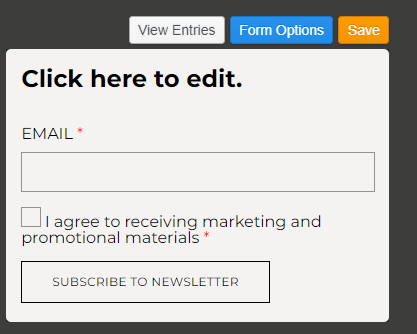 View Entries Form Options Save
Click here to edit.
EMAIL *
I agree to receiving marketing and
promotional materials *
SUBSCRIBE TO NEWSLETTER